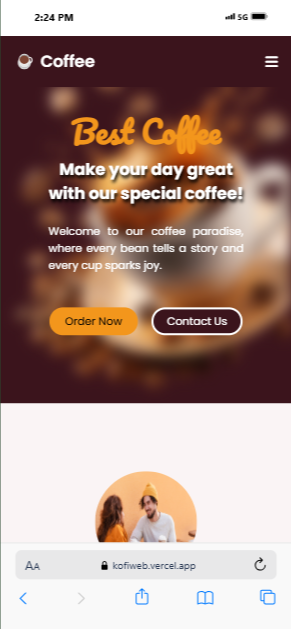 2:24 PM
5G
Coffee
Best Coffee
Make your day great
with our special coffee!
Welcome to our coffee paradise,
where every bean tells a story and
every cup sparks joy.
Order Now
Contact Us
AA
kofiweb.vercel.app